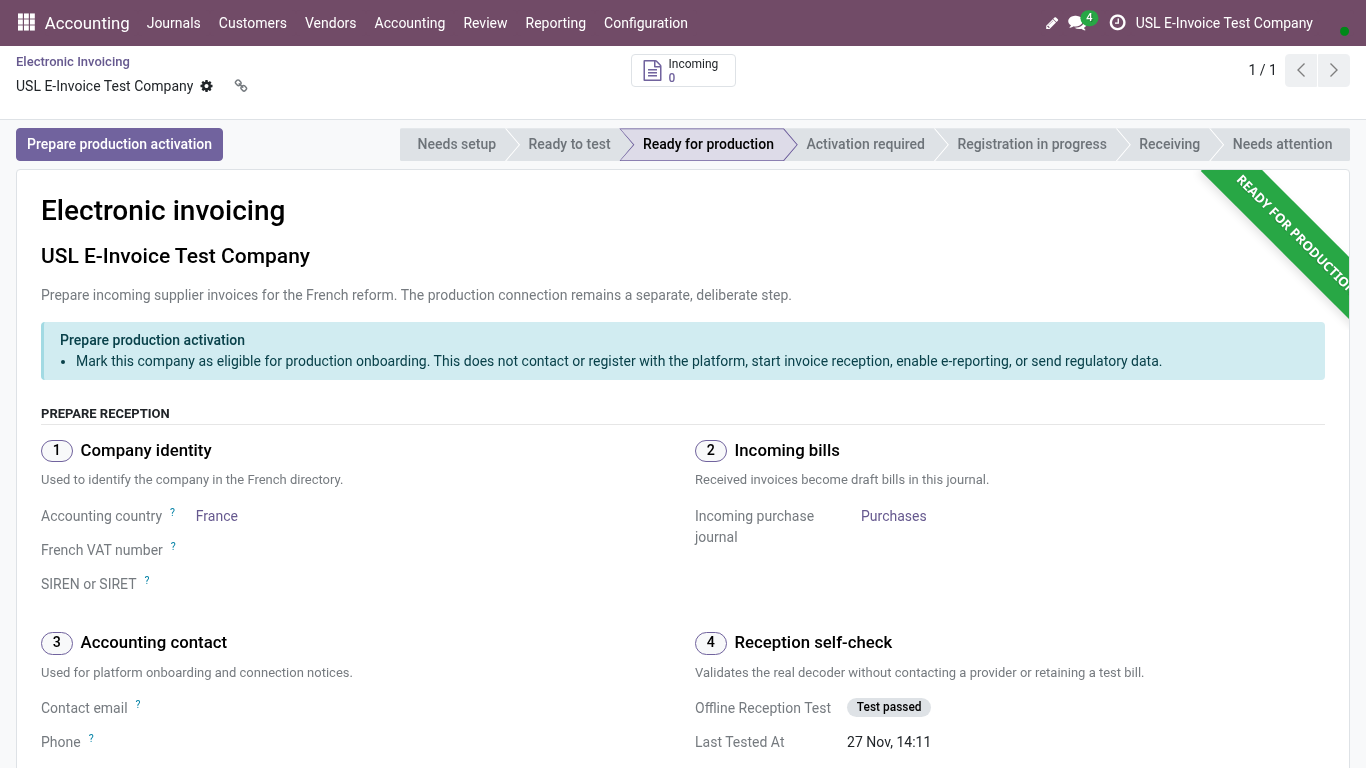 Accounting Journals Customers Vendors Accounting Review Reporting Configuration 4 USL E-Invoice Test Company
Electronic Invoicing
USL E-Invoice Test Company
Incoming
0
1 / 1
Prepare production activation
Needs setup Ready to test Ready for production Activation required Registration in progress Receiving Needs attention
READY FOR PRODUCTION
Electronic invoicing
USL E-Invoice Test Company
Prepare incoming supplier invoices for the French reform. The production connection remains a separate, deliberate step.
Prepare production activation
• Mark this company as eligible for production onboarding. This does not contact or register with the platform, start invoice reception, enable e-reporting, or send regulatory data.
PREPARE RECEPTION
1 Company identity
Used to identify the company in the French directory.
Accounting country ? France
French VAT number ?
SIREN or SIRET ?
2 Incoming bills
Received invoices become draft bills in this journal.
Incoming purchase journal Purchases
3 Accounting contact
Used for platform onboarding and connection notices.
Contact email ?
Phone ?
4 Reception self-check
Validates the real decoder without contacting a provider or retaining a test bill.
Offline Reception Test Test passed
Last Tested At 27 Nov, 14:11